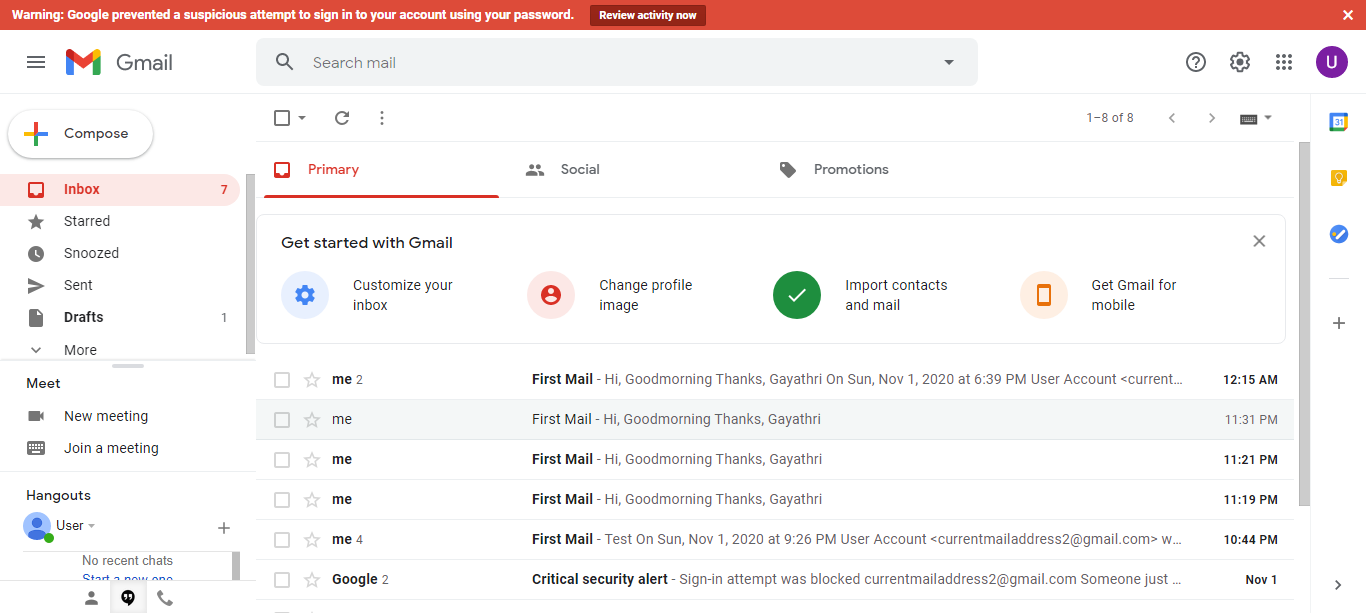 Warning: Google prevented a suspicious attempt to sign in to your account using your password. Review activity now
Gmail
Search mail
U
Compose
1–8 of 8
31
Primary
Social
Promotions
Inbox 7
Starred
Snoozed
Sent
Drafts 1
More
Get started with Gmail
Customize your
inbox
Change profile
image
Import contacts
and mail
Get Gmail for
mobile
Meet
New meeting
Join a meeting
Hangouts
User
No recent chats
Start a new one
me 2 First Mail - Hi, Goodmorning Thanks, Gayathri On Sun, Nov 1, 2020 at 6:39 PM User Account <current… 12:15 AM
me First Mail - Hi, Goodmorning Thanks, Gayathri 11:31 PM
me First Mail - Hi, Goodmorning Thanks, Gayathri 11:21 PM
me First Mail - Hi, Goodmorning Thanks, Gayathri 11:19 PM
me 4 First Mail - Test On Sun, Nov 1, 2020 at 9:26 PM User Account <currentmailaddress2@gmail.com> w… 10:44 PM
Google 2 Critical security alert - Sign-in attempt was blocked currentmailaddress2@gmail.com Someone just … Nov 1